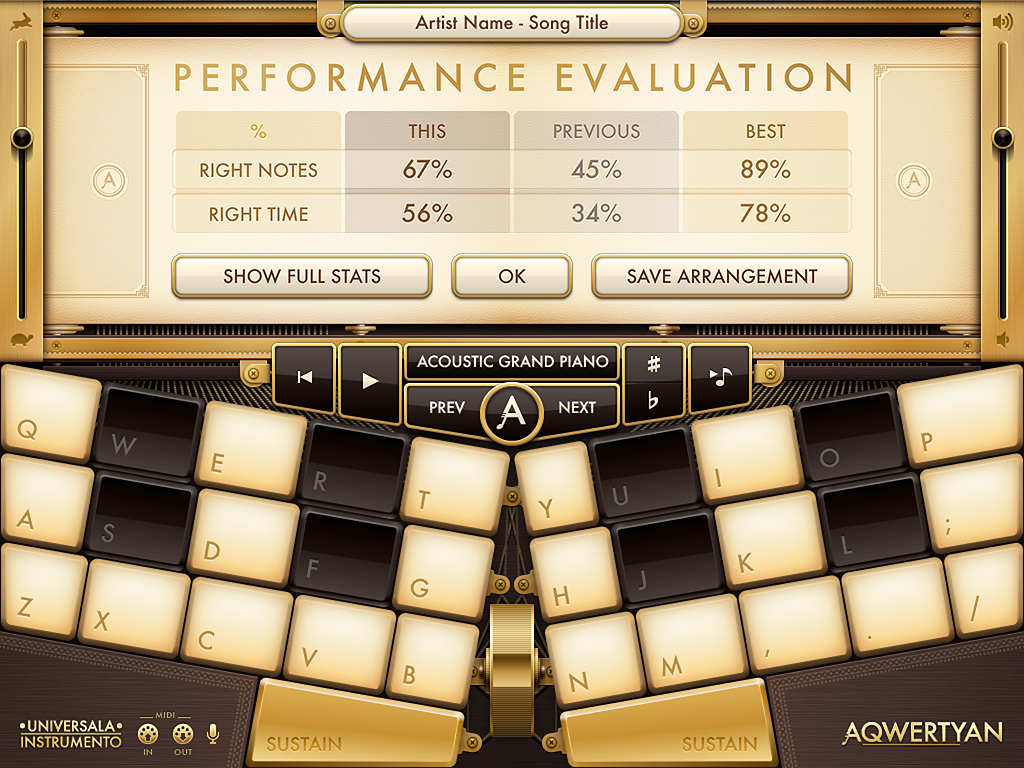 Artist Name - Song Title
PERFORMANCE EVALUATION
% THIS PREVIOUS BEST
RIGHT NOTES 67% 45% 89%
RIGHT TIME 56% 34% 78%
A A
SHOW FULL STATS OK SAVE ARRANGEMENT
ACOUSTIC GRAND PIANO ♯
PREV A NEXT ♭
Q W E R T Y U I O P
A S D F G H J K L ;
Z X C V B N M , . /
SUSTAIN SUSTAIN
•UNIVERSALA•
INSTRUMENTO
MIDI
IN OUT
AQWERTYAN